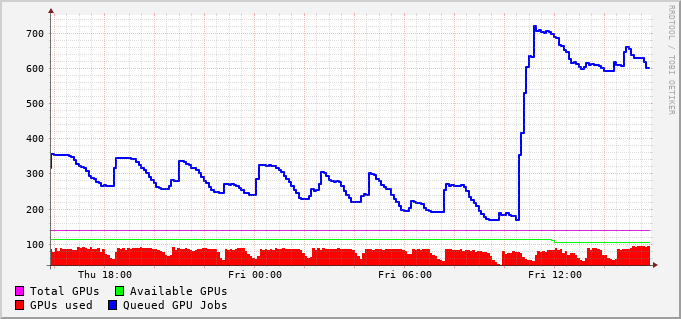 700
600
500
400
300
200
100
Thu 18:00 Fri 00:00 Fri 06:00 Fri 12:00
Total GPUs Available GPUs
GPUs used Queued GPU Jobs
RRDTOOL / TOBI OETIKER